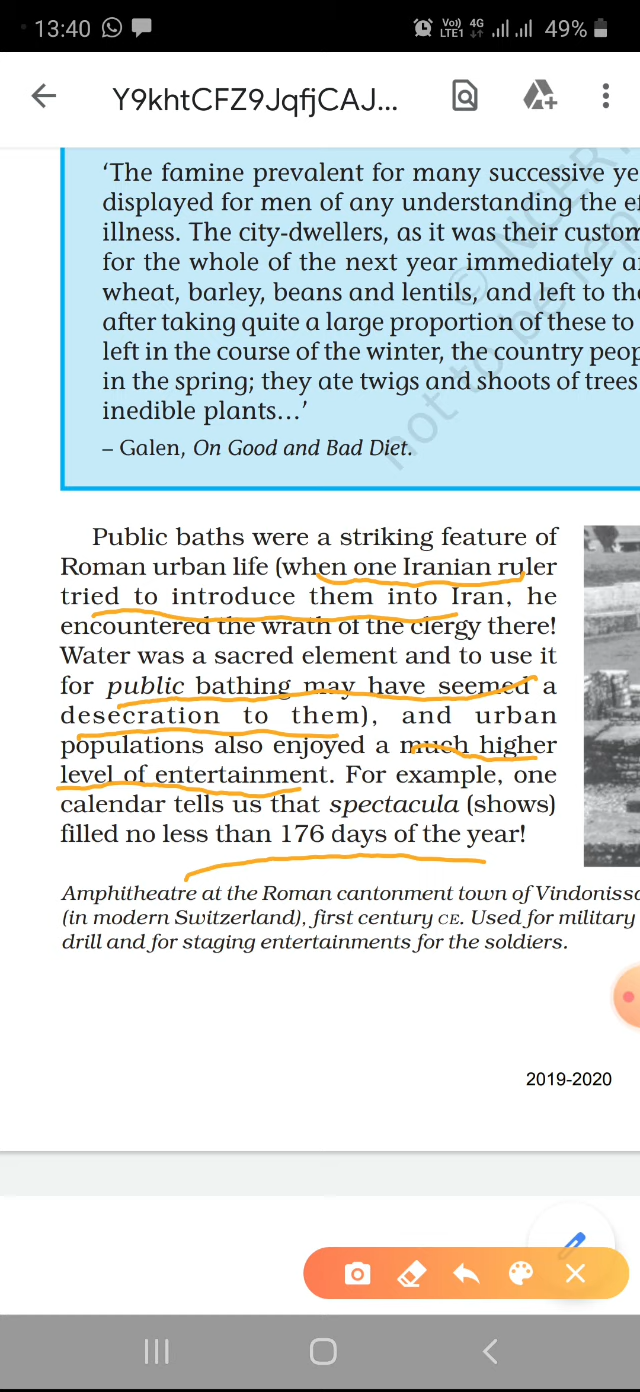 13:40
Vo)) 4G
LTE1
49%
Y9khtCFZ9JqfjCAJ...
‘The famine prevalent for many successive ye
displayed for men of any understanding the ef
illness. The city-dwellers, as it was their custom
for the whole of the next year immediately a
wheat, barley, beans and lentils, and left to the
after taking quite a large proportion of these to
left in the course of the winter, the country peop
in the spring; they ate twigs and shoots of trees
inedible plants...’
– Galen, On Good and Bad Diet.
© NCERT
not to be rep
Public baths were a striking feature of
Roman urban life (when one Iranian ruler
tried to introduce them into Iran, he
encountered the wrath of the clergy there!
Water was a sacred element and to use it
for public bathing may have seemed a
desecration to them), and urban
populations also enjoyed a much higher
level of entertainment. For example, one
calendar tells us that spectacula (shows)
filled no less than 176 days of the year!
Amphitheatre at the Roman cantonment town of Vindonissa
(in modern Switzerland), first century CE. Used for military
drill and for staging entertainments for the soldiers.
2019-2020